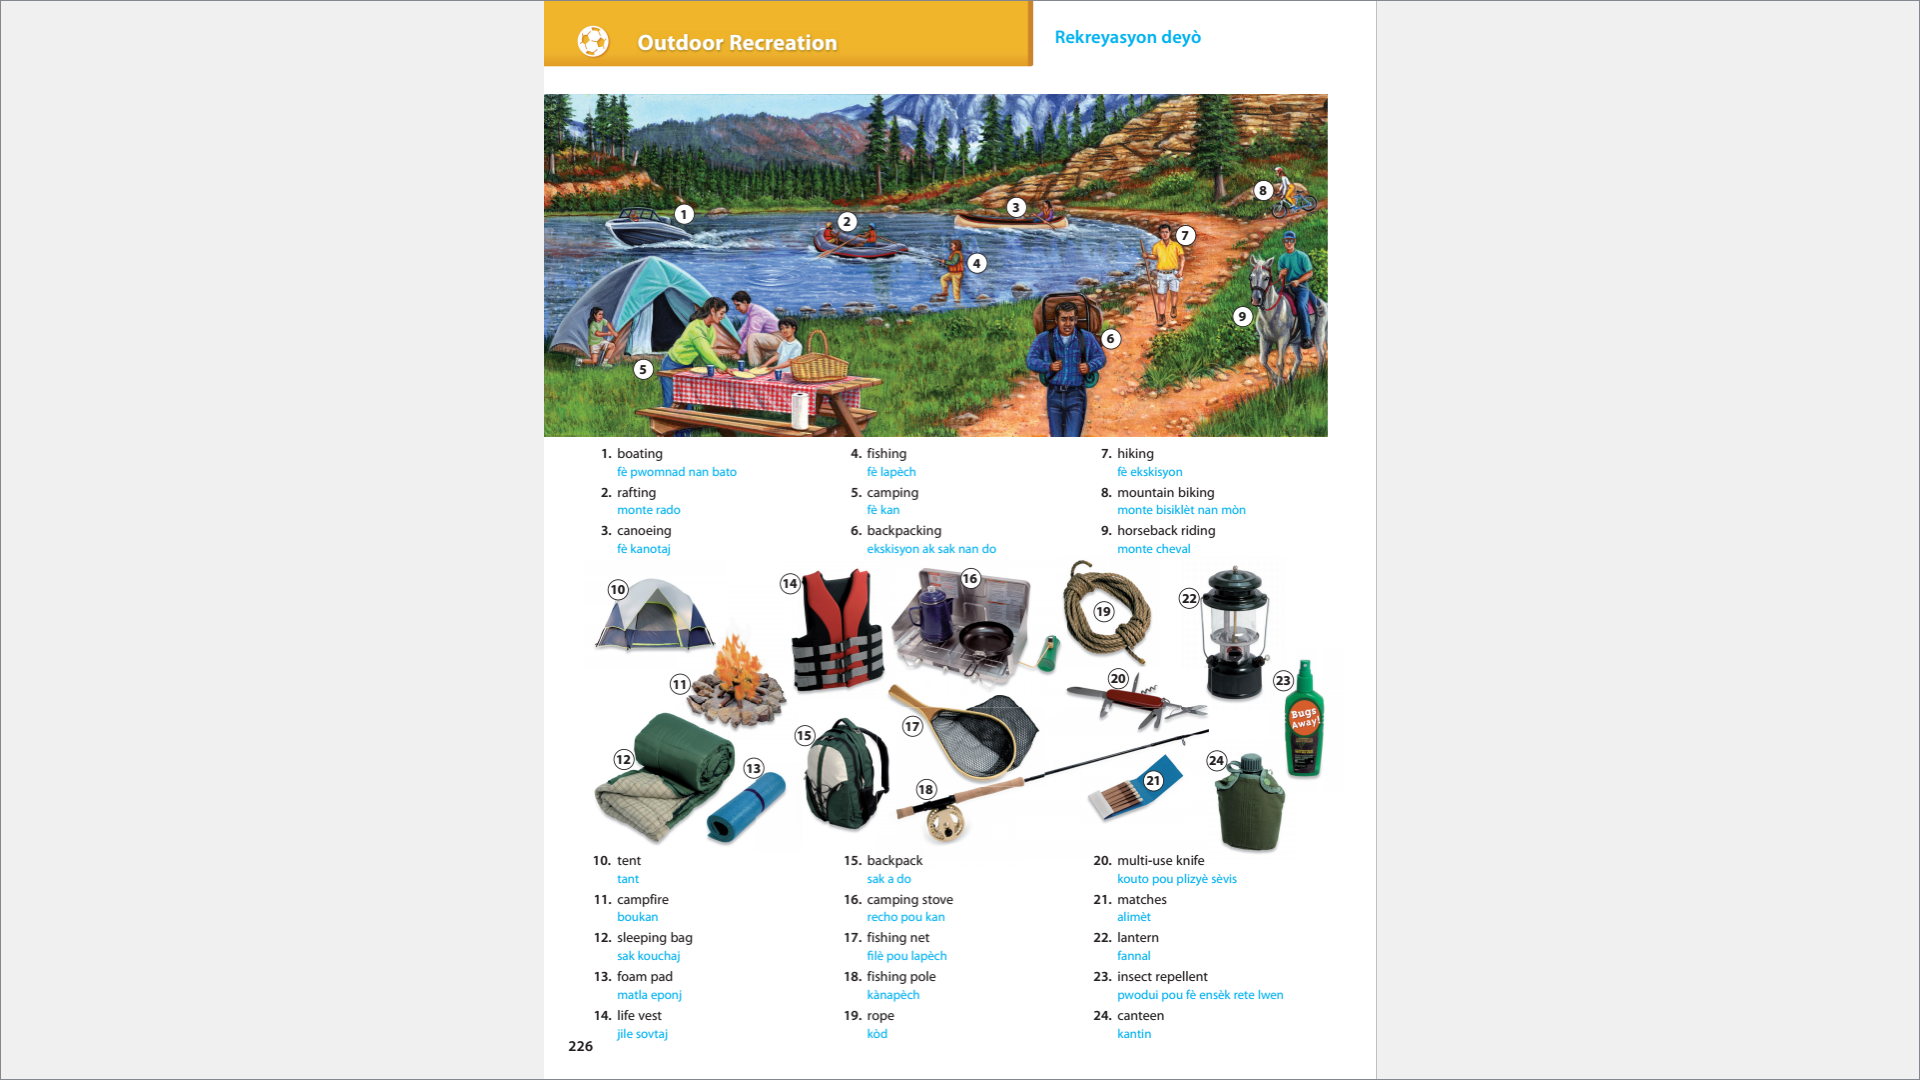 Outdoor Recreation
Rekreyasyon deyò
1
2
3
4
5
6
7
8
9
1. boating
fè pwomnad nan bato
2. rafting
monte rado
3. canoeing
fè kanotaj
4. fishing
fè lapèch
5. camping
fè kan
6. backpacking
ekskisyon ak sak nan do
7. hiking
fè ekskisyon
8. mountain biking
monte bisiklèt nan mòn
9. horseback riding
monte cheval
10
11
12
13
14
15
16
17
18
19
20
21
22
23
24
Bugs
Away!
10. tent
tant
11. campfire
boukan
12. sleeping bag
sak kouchaj
13. foam pad
matla eponj
14. life vest
jile sovtaj
15. backpack
sak a do
16. camping stove
recho pou kan
17. fishing net
filè pou lapèch
18. fishing pole
kànapèch
19. rope
kòd
20. multi-use knife
kouto pou plizyè sèvis
21. matches
alimèt
22. lantern
fannal
23. insect repellent
pwodui pou fè ensèk rete lwen
24. canteen
kantin
226